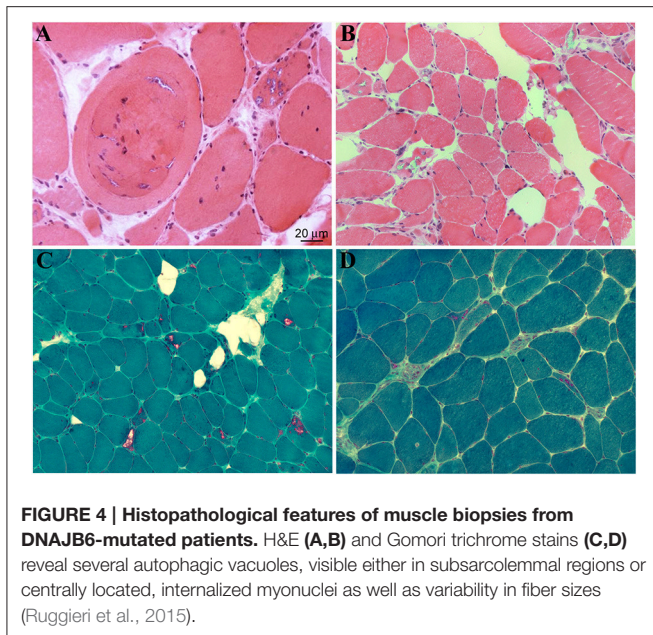 A
B
20 µm
C
D
FIGURE 4 | Histopathological features of muscle biopsies from
DNAJB6-mutated patients. H&E (A,B) and Gomori trichrome stains (C,D)
reveal several autophagic vacuoles, visible either in subsarcolemmal regions or
centrally located, internalized myonuclei as well as variability in fiber sizes
(Ruggieri et al., 2015).